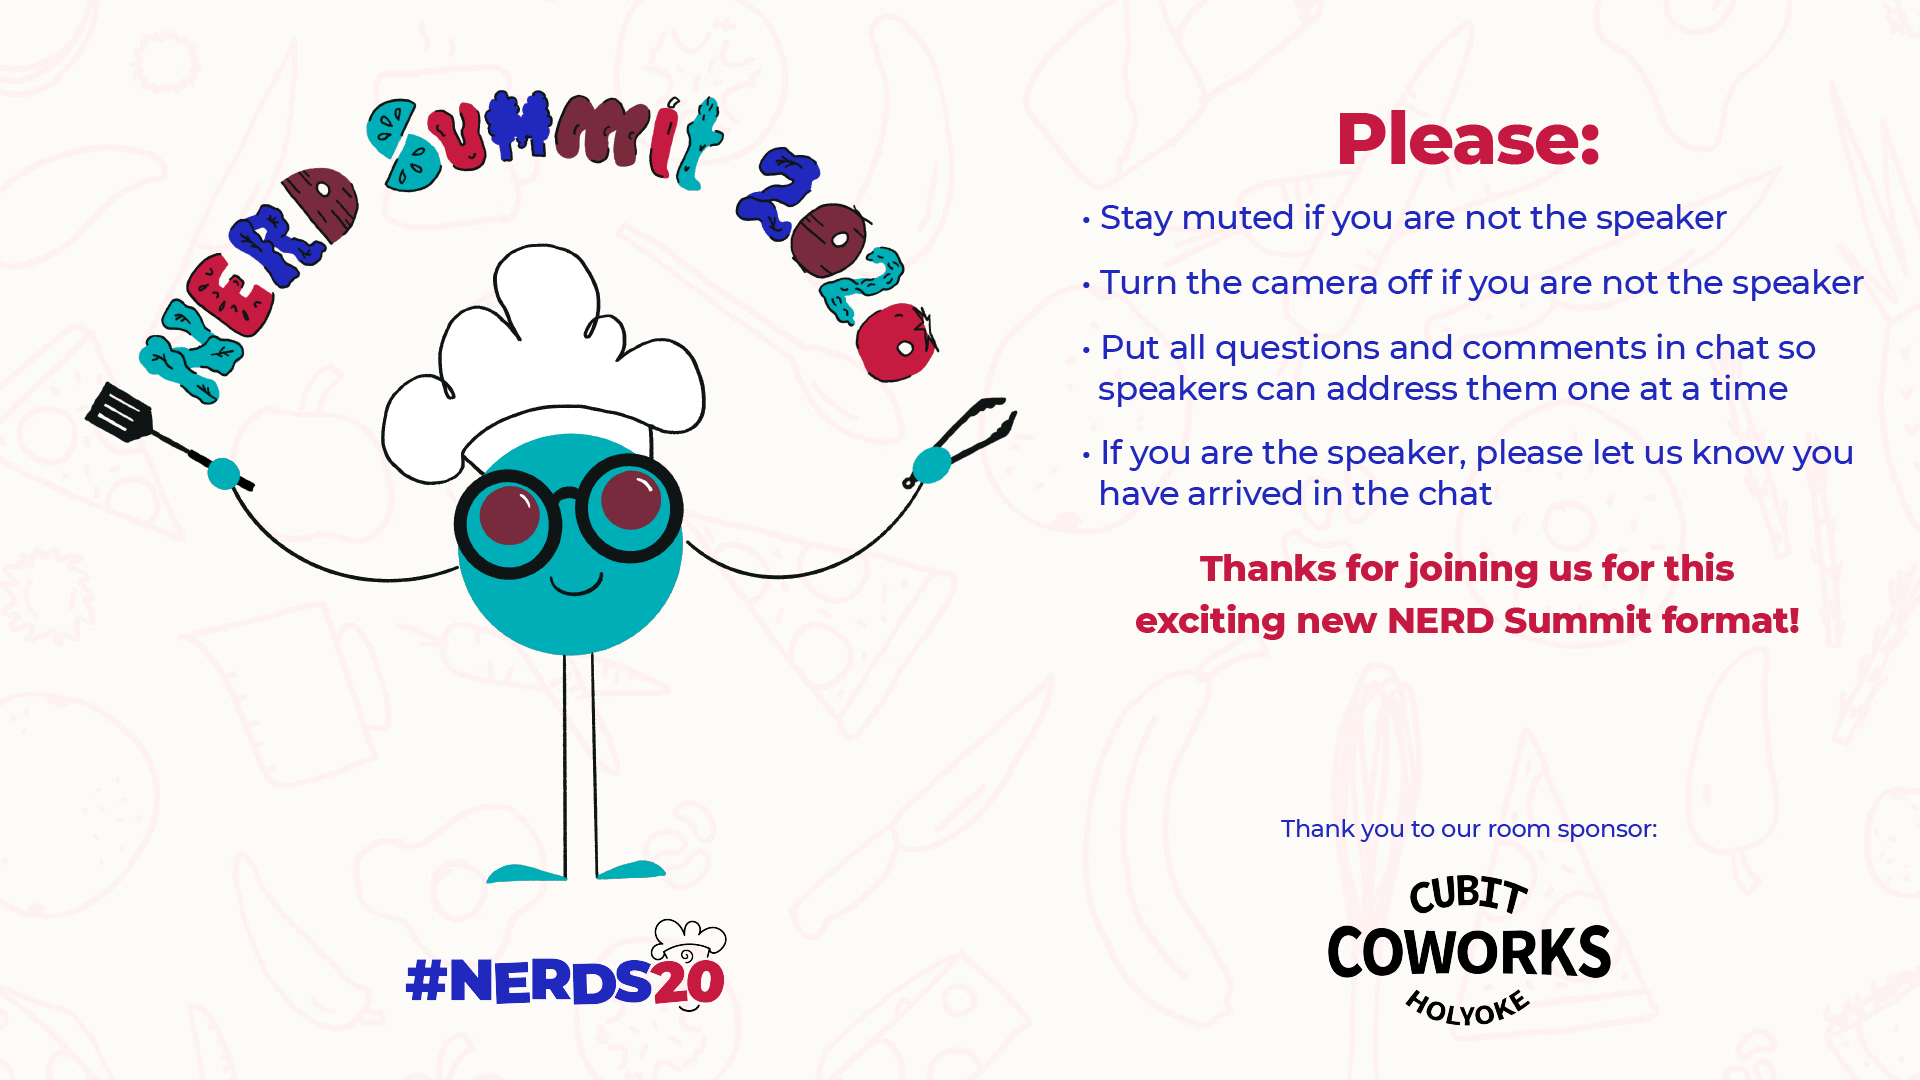 NERD Summit 2020
Please:
• Stay muted if you are not the speaker
• Turn the camera off if you are not the speaker
• Put all questions and comments in chat so
speakers can address them one at a time
• If you are the speaker, please let us know you
have arrived in the chat
Thanks for joining us for this
exciting new NERD Summit format!
Thank you to our room sponsor:
CUBIT
COWORKS
HOLYOKE
#NERDS20